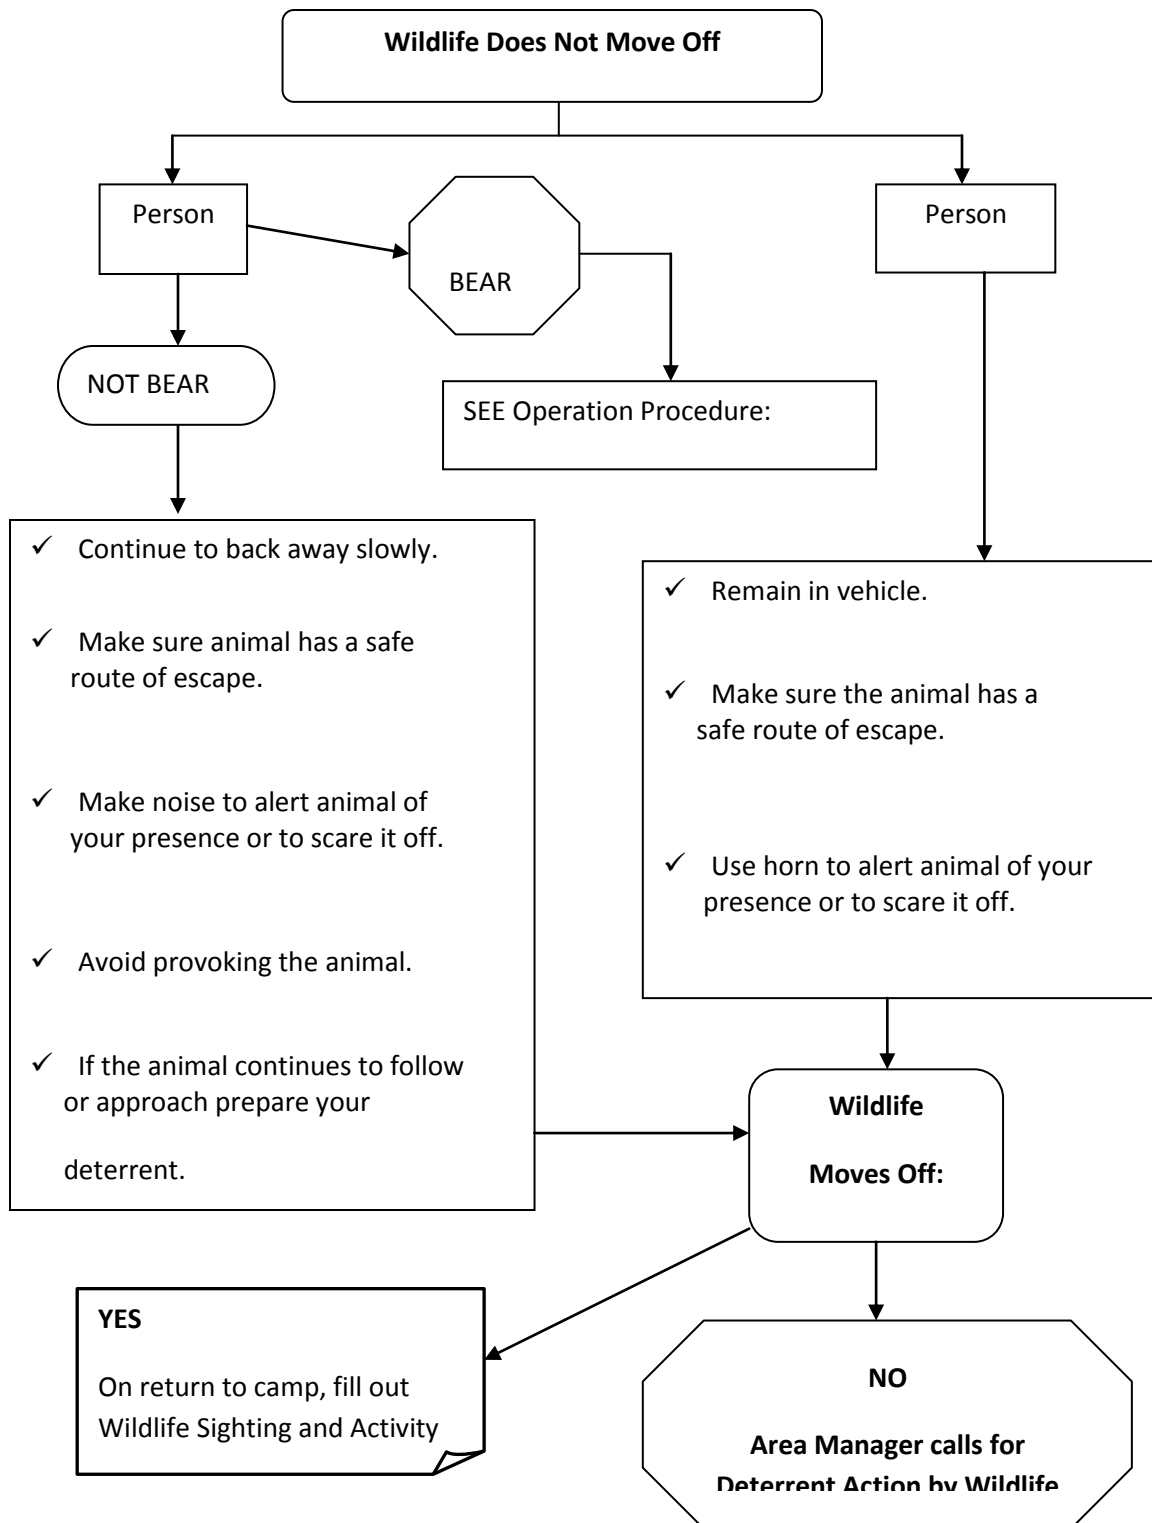 Wildlife Does Not Move Off
Person
Person
BEAR
NOT BEAR
SEE Operation Procedure:
✓ Continue to back away slowly.
✓ Make sure animal has a safe
route of escape.
✓ Make noise to alert animal of
your presence or to scare it off.
✓ Avoid provoking the animal.
✓ If the animal continues to follow
or approach prepare your
deterrent.
✓ Remain in vehicle.
✓ Make sure the animal has a
safe route of escape.
✓ Use horn to alert animal of your
presence or to scare it off.
Wildlife
Moves Off:
YES
On return to camp, fill out
Wildlife Sighting and Activity
NO
Area Manager calls for
Deterrent Action by Wildlife